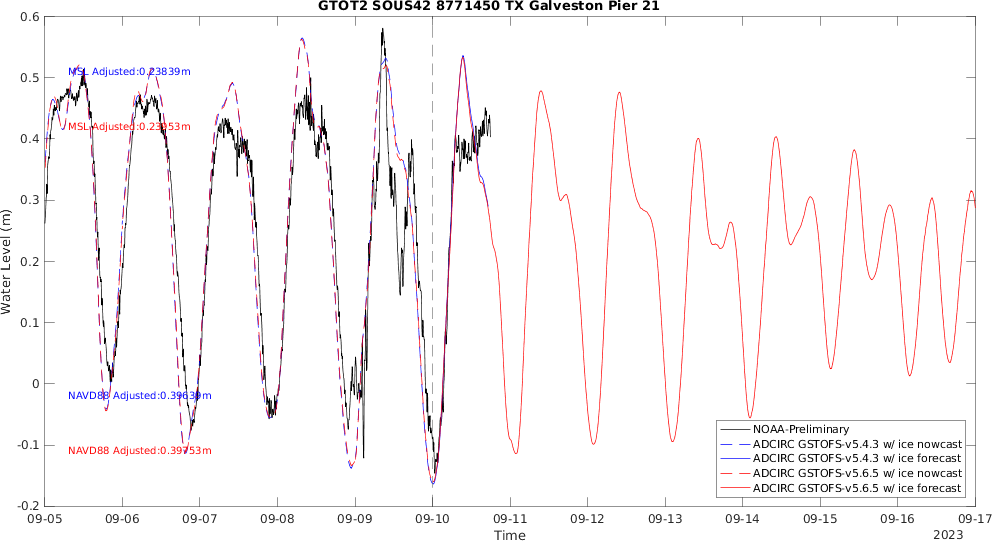 GTOT2 SOUS42 8771450 TX Galveston Pier 21
Water Level (m)
0.6
0.5
0.4
0.3
0.2
0.1
0
-0.1
-0.2
MSL Adjusted:0.23839m
MSL Adjusted:0.23953m
NAVD88 Adjusted:0.39639m
NAVD88 Adjusted:0.39753m
NOAA-Preliminary
ADCIRC GSTOFS-v5.4.3 w/ ice nowcast
ADCIRC GSTOFS-v5.4.3 w/ ice forecast
ADCIRC GSTOFS-v5.6.5 w/ ice nowcast
ADCIRC GSTOFS-v5.6.5 w/ ice forecast
09-05 09-06 09-07 09-08 09-09 09-10 09-11 09-12 09-13 09-14 09-15 09-16 09-17
Time
2023